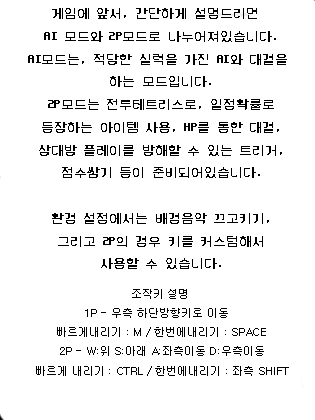 게임에 앞서, 간단하게 설명드리면
AI 모드와 2P모드로 나누어져있습니다.
AI모드는, 적당한 실력을 가진 AI와 대결을
하는 모드입니다.
2P모드는 전투테트리스로, 일정확률로
등장하는 아이템 사용, HP를 통한 대결,
상대방 플레이를 방해할 수 있는 트리거,
점수쌓기 등이 준비되어있습니다.
환경 설정에서는 배경음악 끄고키기,
그리고 2P의 경우 키를 커스텀해서
사용할 수 있습니다.
조작키 설명
1P - 우측 하단방향키로 이동
빠르게내리기 : M / 한번에내리기 : SPACE
2P - W:위 S:아래 A:좌측이동 D:우측이동
빠르게 내리기 : CTRL / 한번에내리기 : 좌측 SHIFT